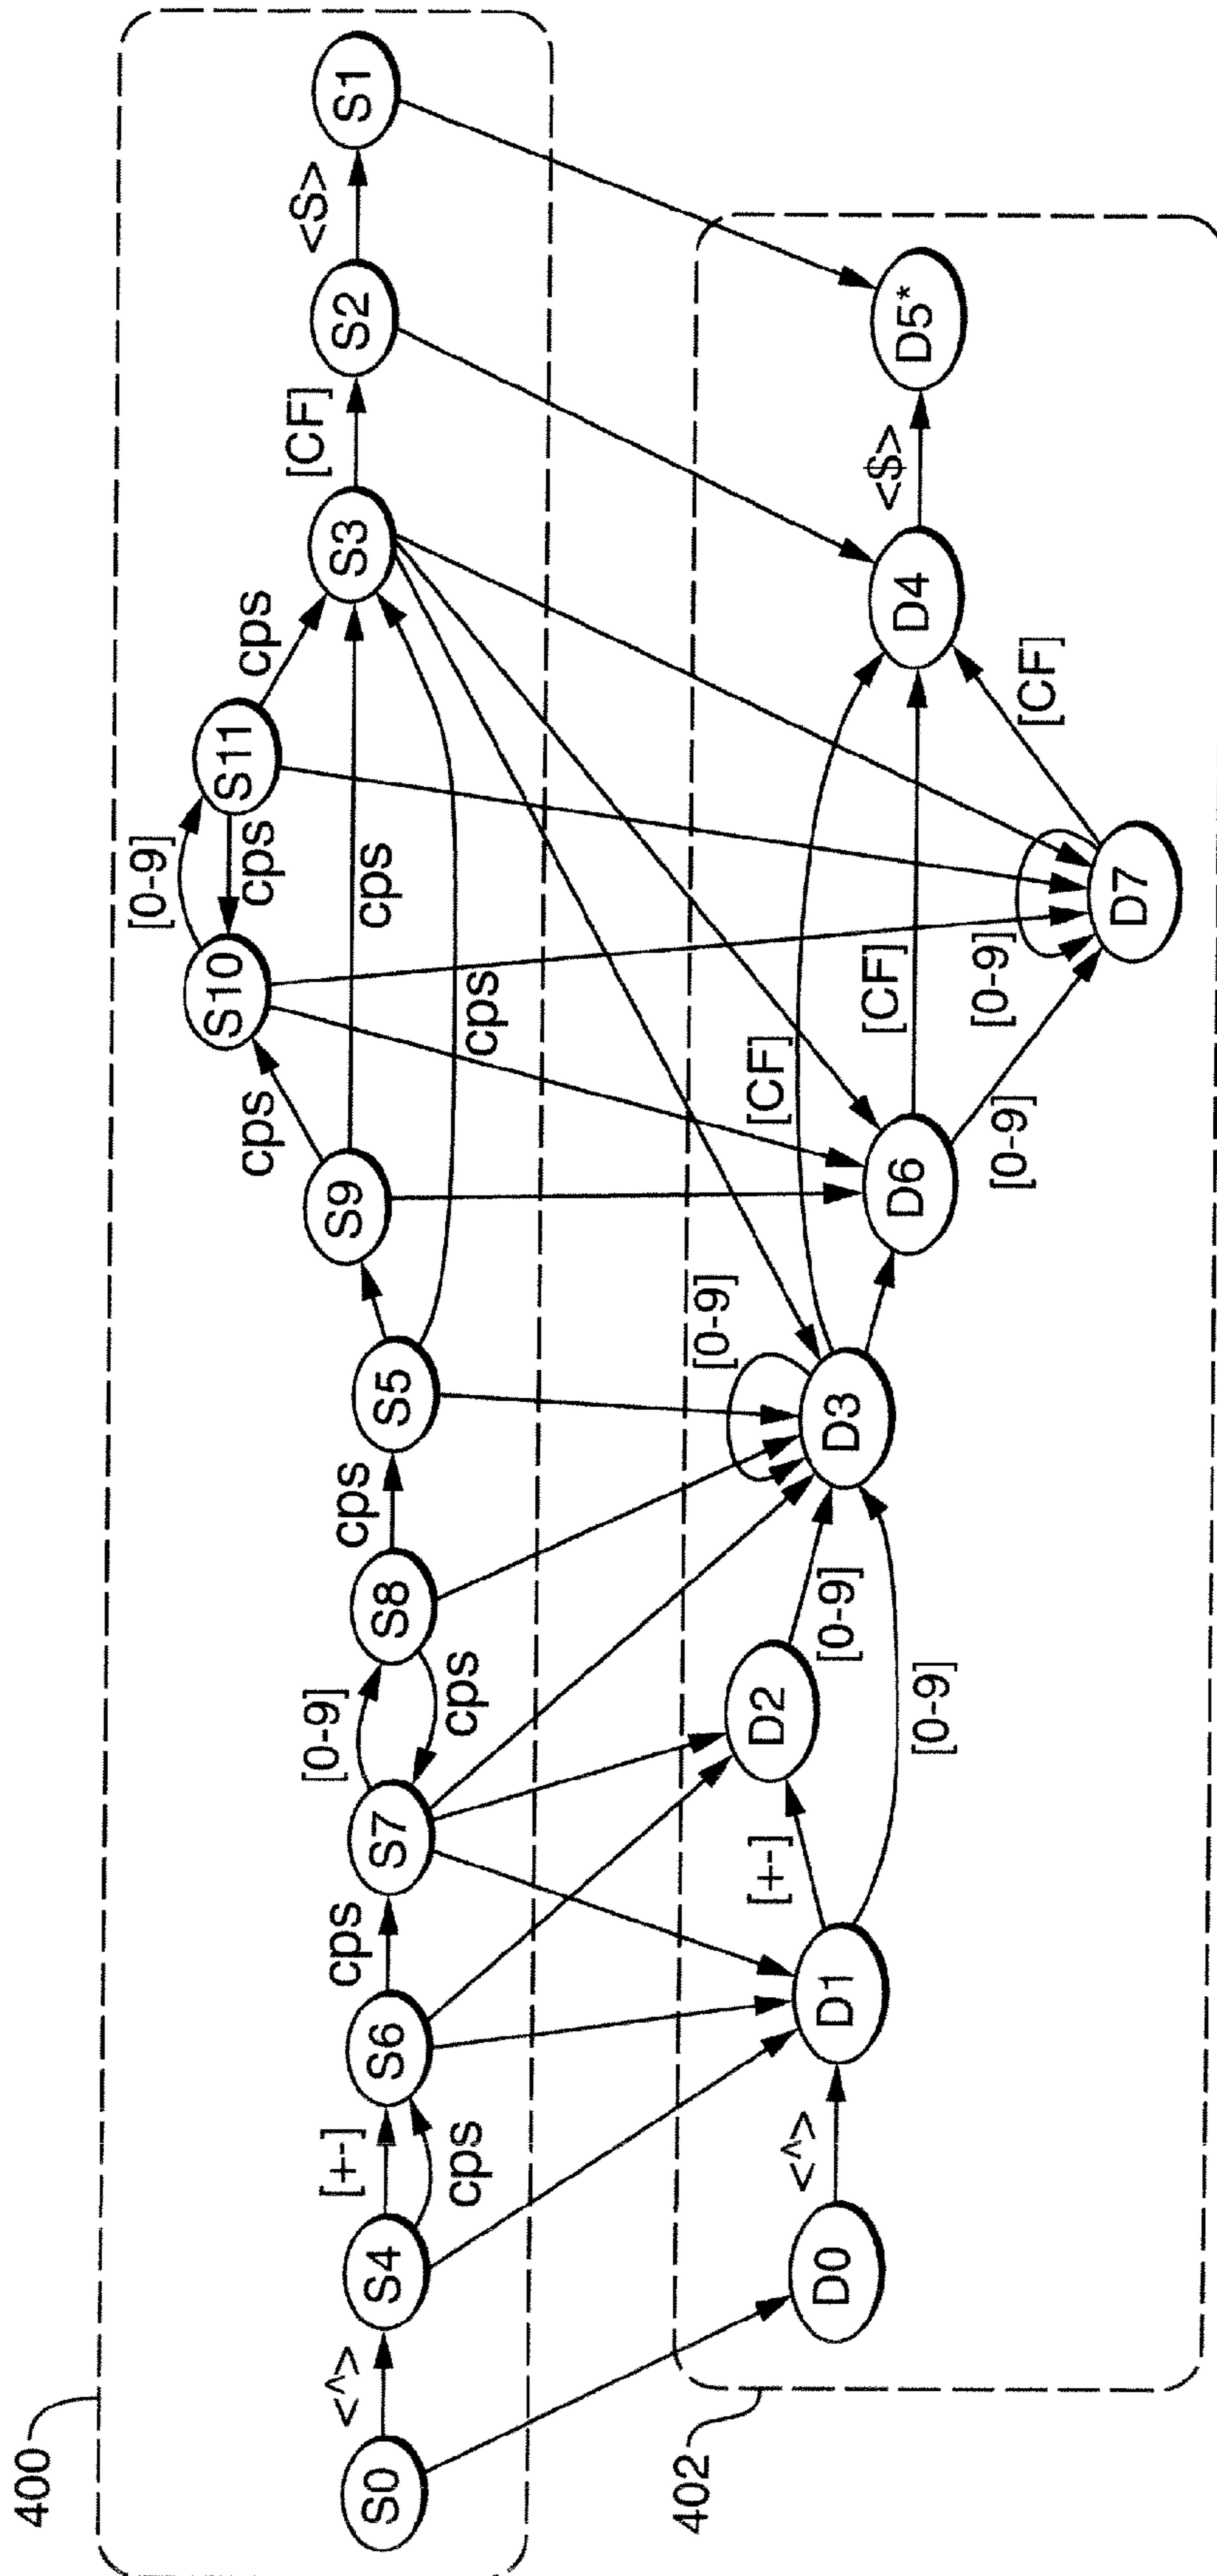 400
S0
<^>
S4
[+-]
cps
S6
cps
S7
[0-9]
cps
S8
cps
S5
cps
S9
cps
cps
S10
[0-9]
cps
S11
cps
S3
[CF]
S2
<S>
S1
402
D0
<^>
D1
[+-]
[0-9]
D2
[0-9]
D3
[0-9]
[CF]
D6
[CF]
[0-9]
[0-9]
D7
[CF]
D4
<$>
D5*